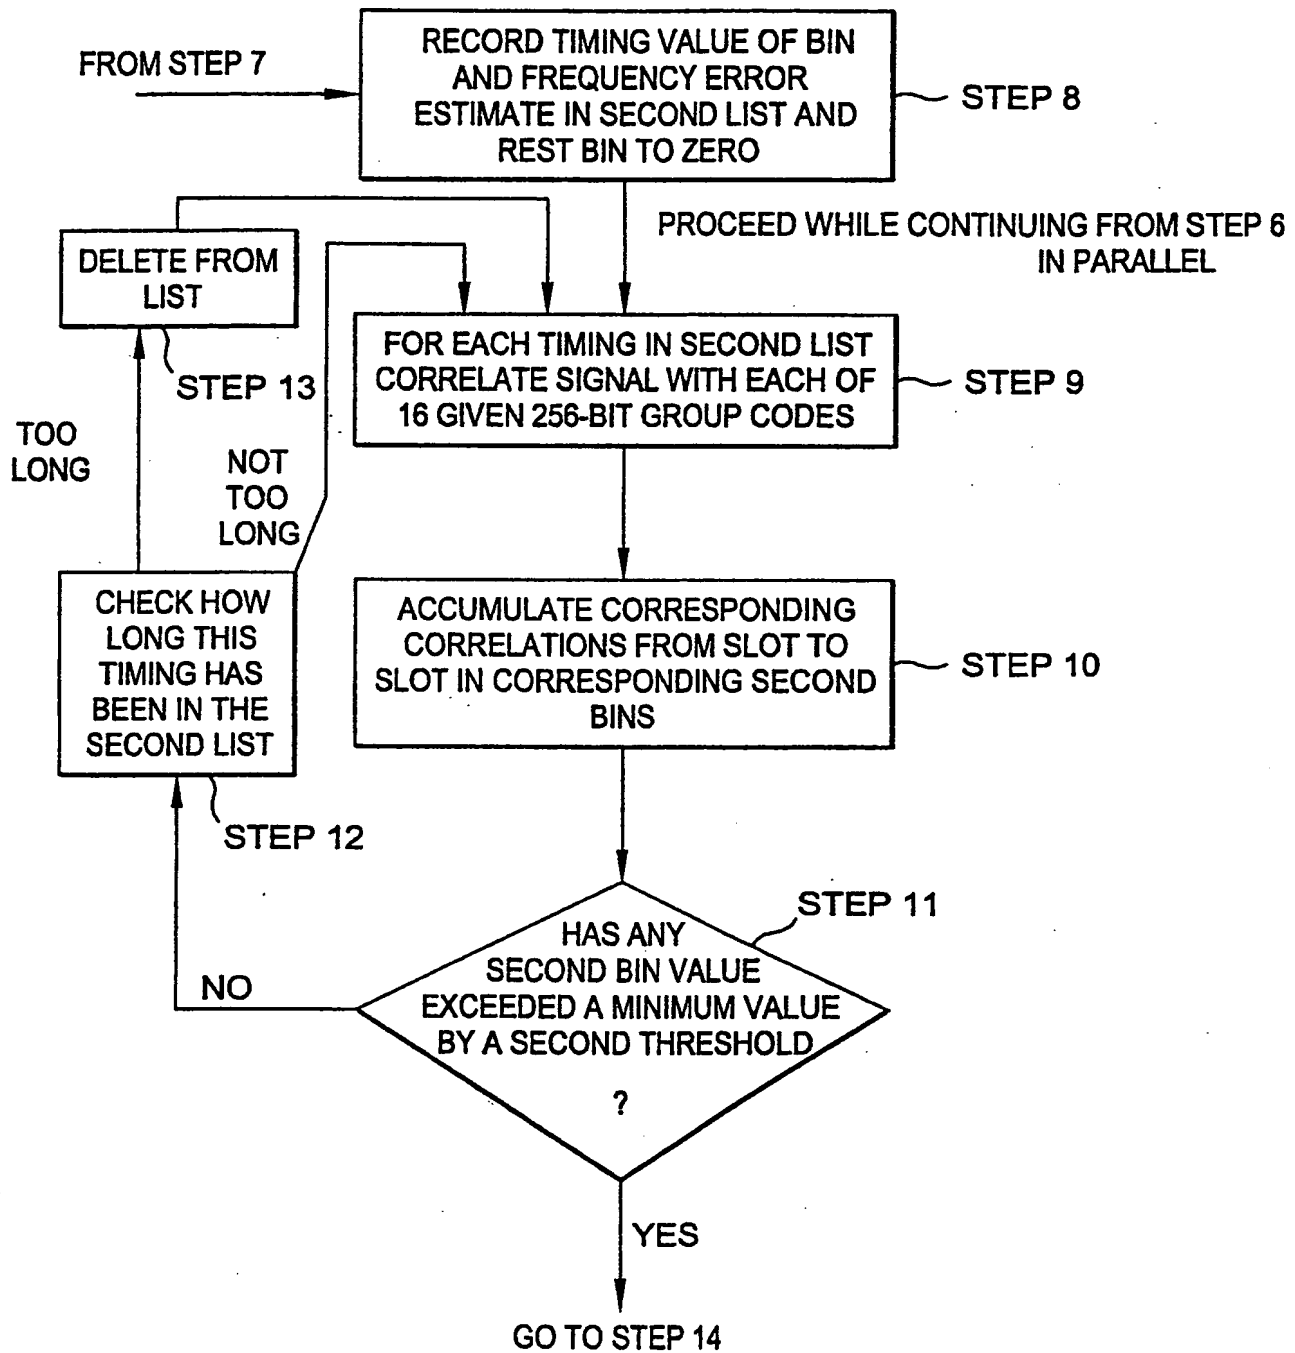 FROM STEP 7
RECORD TIMING VALUE OF BIN
AND FREQUENCY ERROR
ESTIMATE IN SECOND LIST AND
REST BIN TO ZERO
STEP 8
PROCEED WHILE CONTINUING FROM STEP 6
IN PARALLEL
DELETE FROM
LIST
STEP 13
FOR EACH TIMING IN SECOND LIST
CORRELATE SIGNAL WITH EACH OF
16 GIVEN 256-BIT GROUP CODES
STEP 9
TOO
LONG
NOT
TOO
LONG
CHECK HOW
LONG THIS
TIMING HAS
BEEN IN THE
SECOND LIST
STEP 12
ACCUMULATE CORRESPONDING
CORRELATIONS FROM SLOT TO
SLOT IN CORRESPONDING SECOND
BINS
STEP 10
STEP 11
HAS ANY
SECOND BIN VALUE
EXCEEDED A MINIMUM VALUE
BY A SECOND THRESHOLD
?
NO
YES
GO TO STEP 14